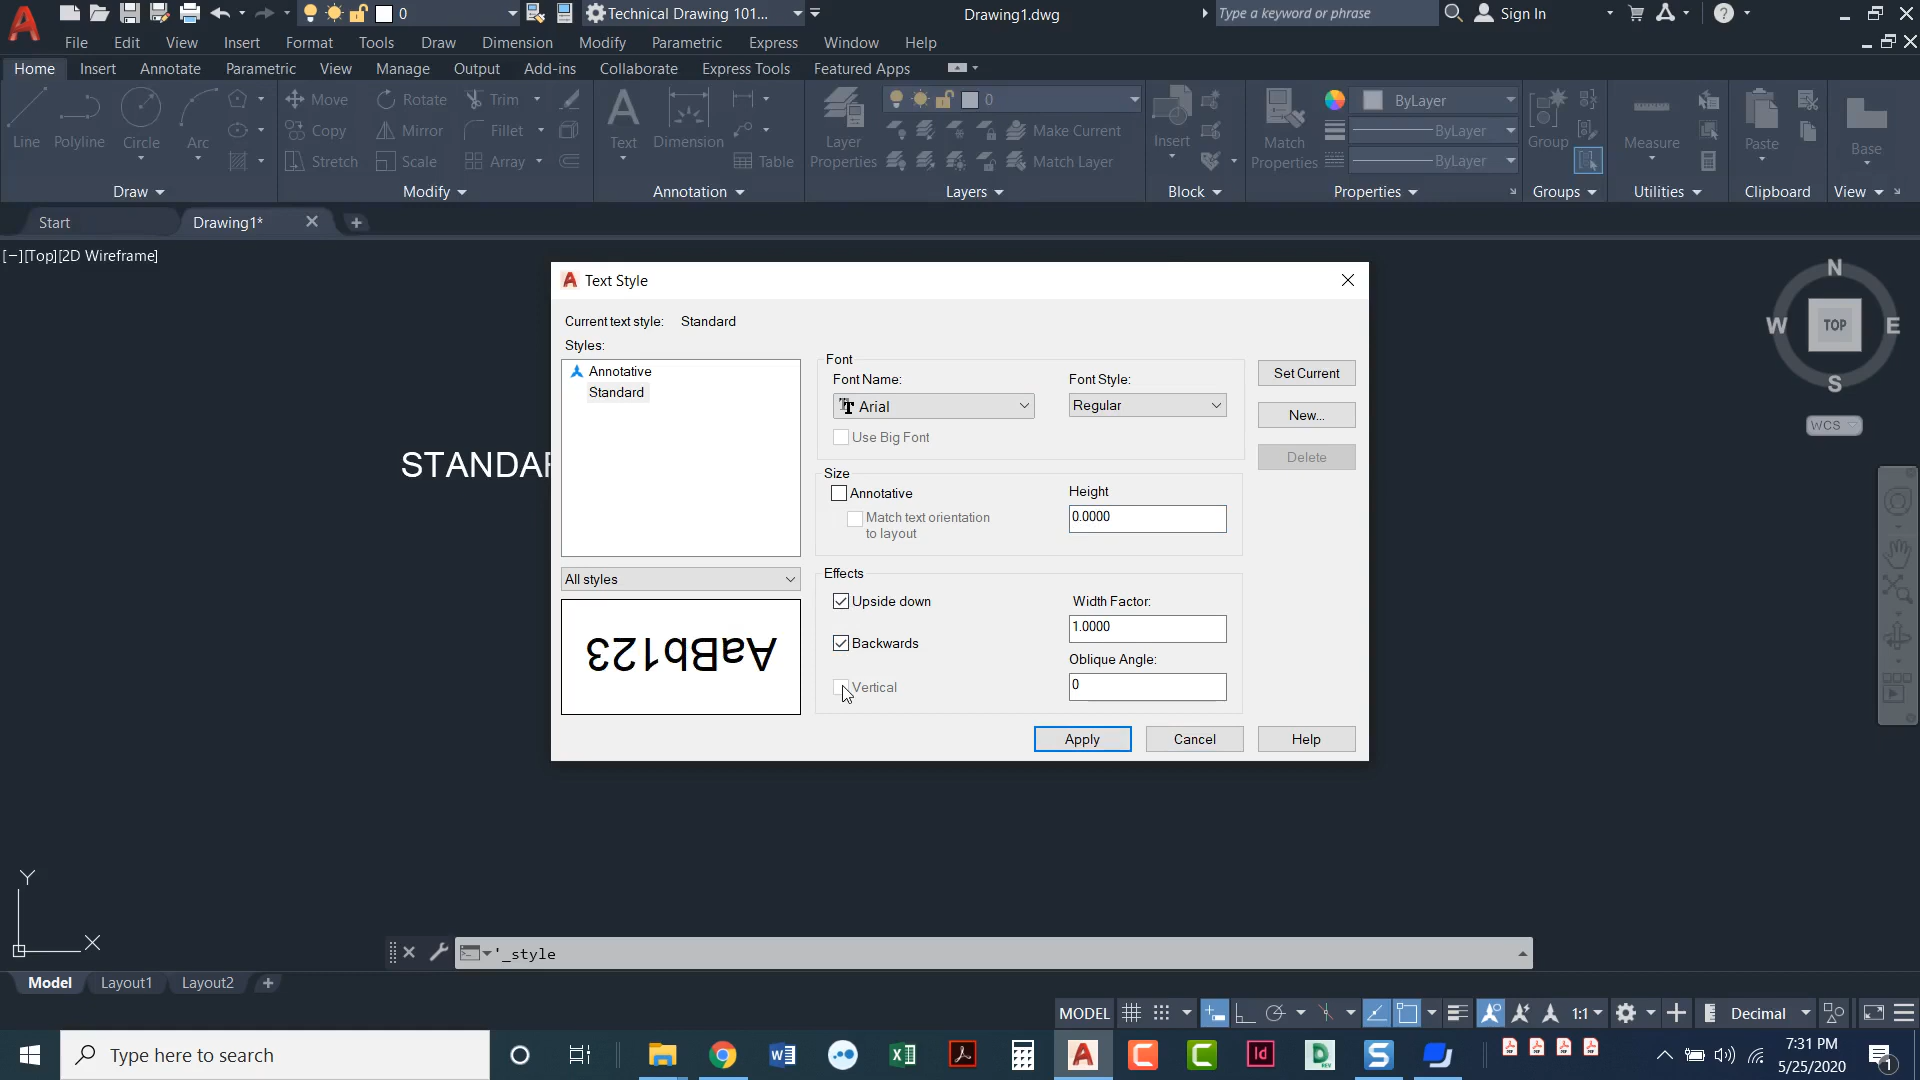 0
Technical Drawing 101...
Drawing1.dwg
Type a keyword or phrase
Sign In
File Edit View Insert Format Tools Draw Dimension Modify Parametric Express Window Help
Home Insert Annotate Parametric View Manage Output Add-ins Collaborate Express Tools Featured Apps
Line Polyline Circle Arc
Move Rotate Trim
Copy Mirror Fillet
Stretch Scale Array
Text Dimension Table
Layer Properties
0
Make Current
Match Layer
Insert
Match Properties
ByLayer
ByLayer
ByLayer
Group
Measure
Paste
Base
Draw Modify Annotation Layers Block Properties Groups Utilities Clipboard View
Start Drawing1*
[−][Top][2D Wireframe]
N
W TOP E
S
WCS
STANDAR
Text Style
Current text style: Standard
Styles:
Annotative
Standard
All styles
AaBb123
Font
Font Name: Font Style:
Arial Regular
Use Big Font
Size
Annotative
Match text orientation
to layout
Height
0.0000
Effects
Upside down
Backwards
Vertical
Width Factor:
1.0000
Oblique Angle:
0
Set Current
New...
Delete
Apply Cancel Help
Y
X
'_style
Model Layout1 Layout2
MODEL 1:1 Decimal
Type here to search
7:31 PM
5/25/2020
1